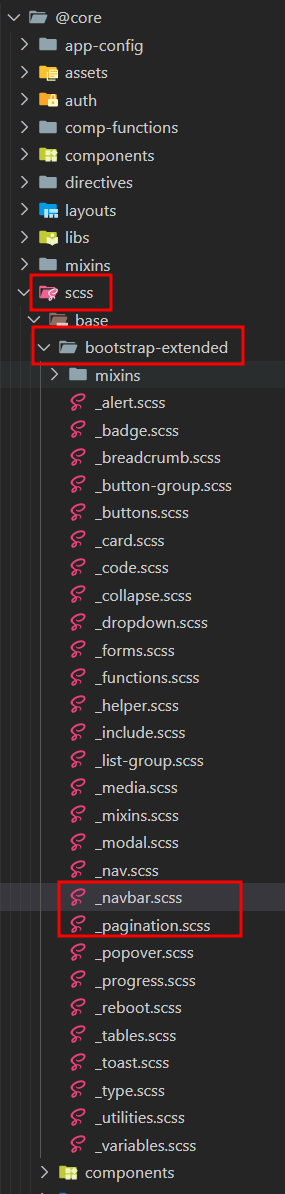 @core
app-config
assets
auth
comp-functions
components
directives
layouts
libs
mixins
scss
base
bootstrap-extended
mixins
_alert.scss
_badge.scss
_breadcrumb.scss
_button-group.scss
_buttons.scss
_card.scss
_code.scss
_collapse.scss
_dropdown.scss
_forms.scss
_functions.scss
_helper.scss
_include.scss
_list-group.scss
_media.scss
_mixins.scss
_modal.scss
_nav.scss
_navbar.scss
_pagination.scss
_popover.scss
_progress.scss
_reboot.scss
_tables.scss
_toast.scss
_type.scss
_utilities.scss
_variables.scss
components